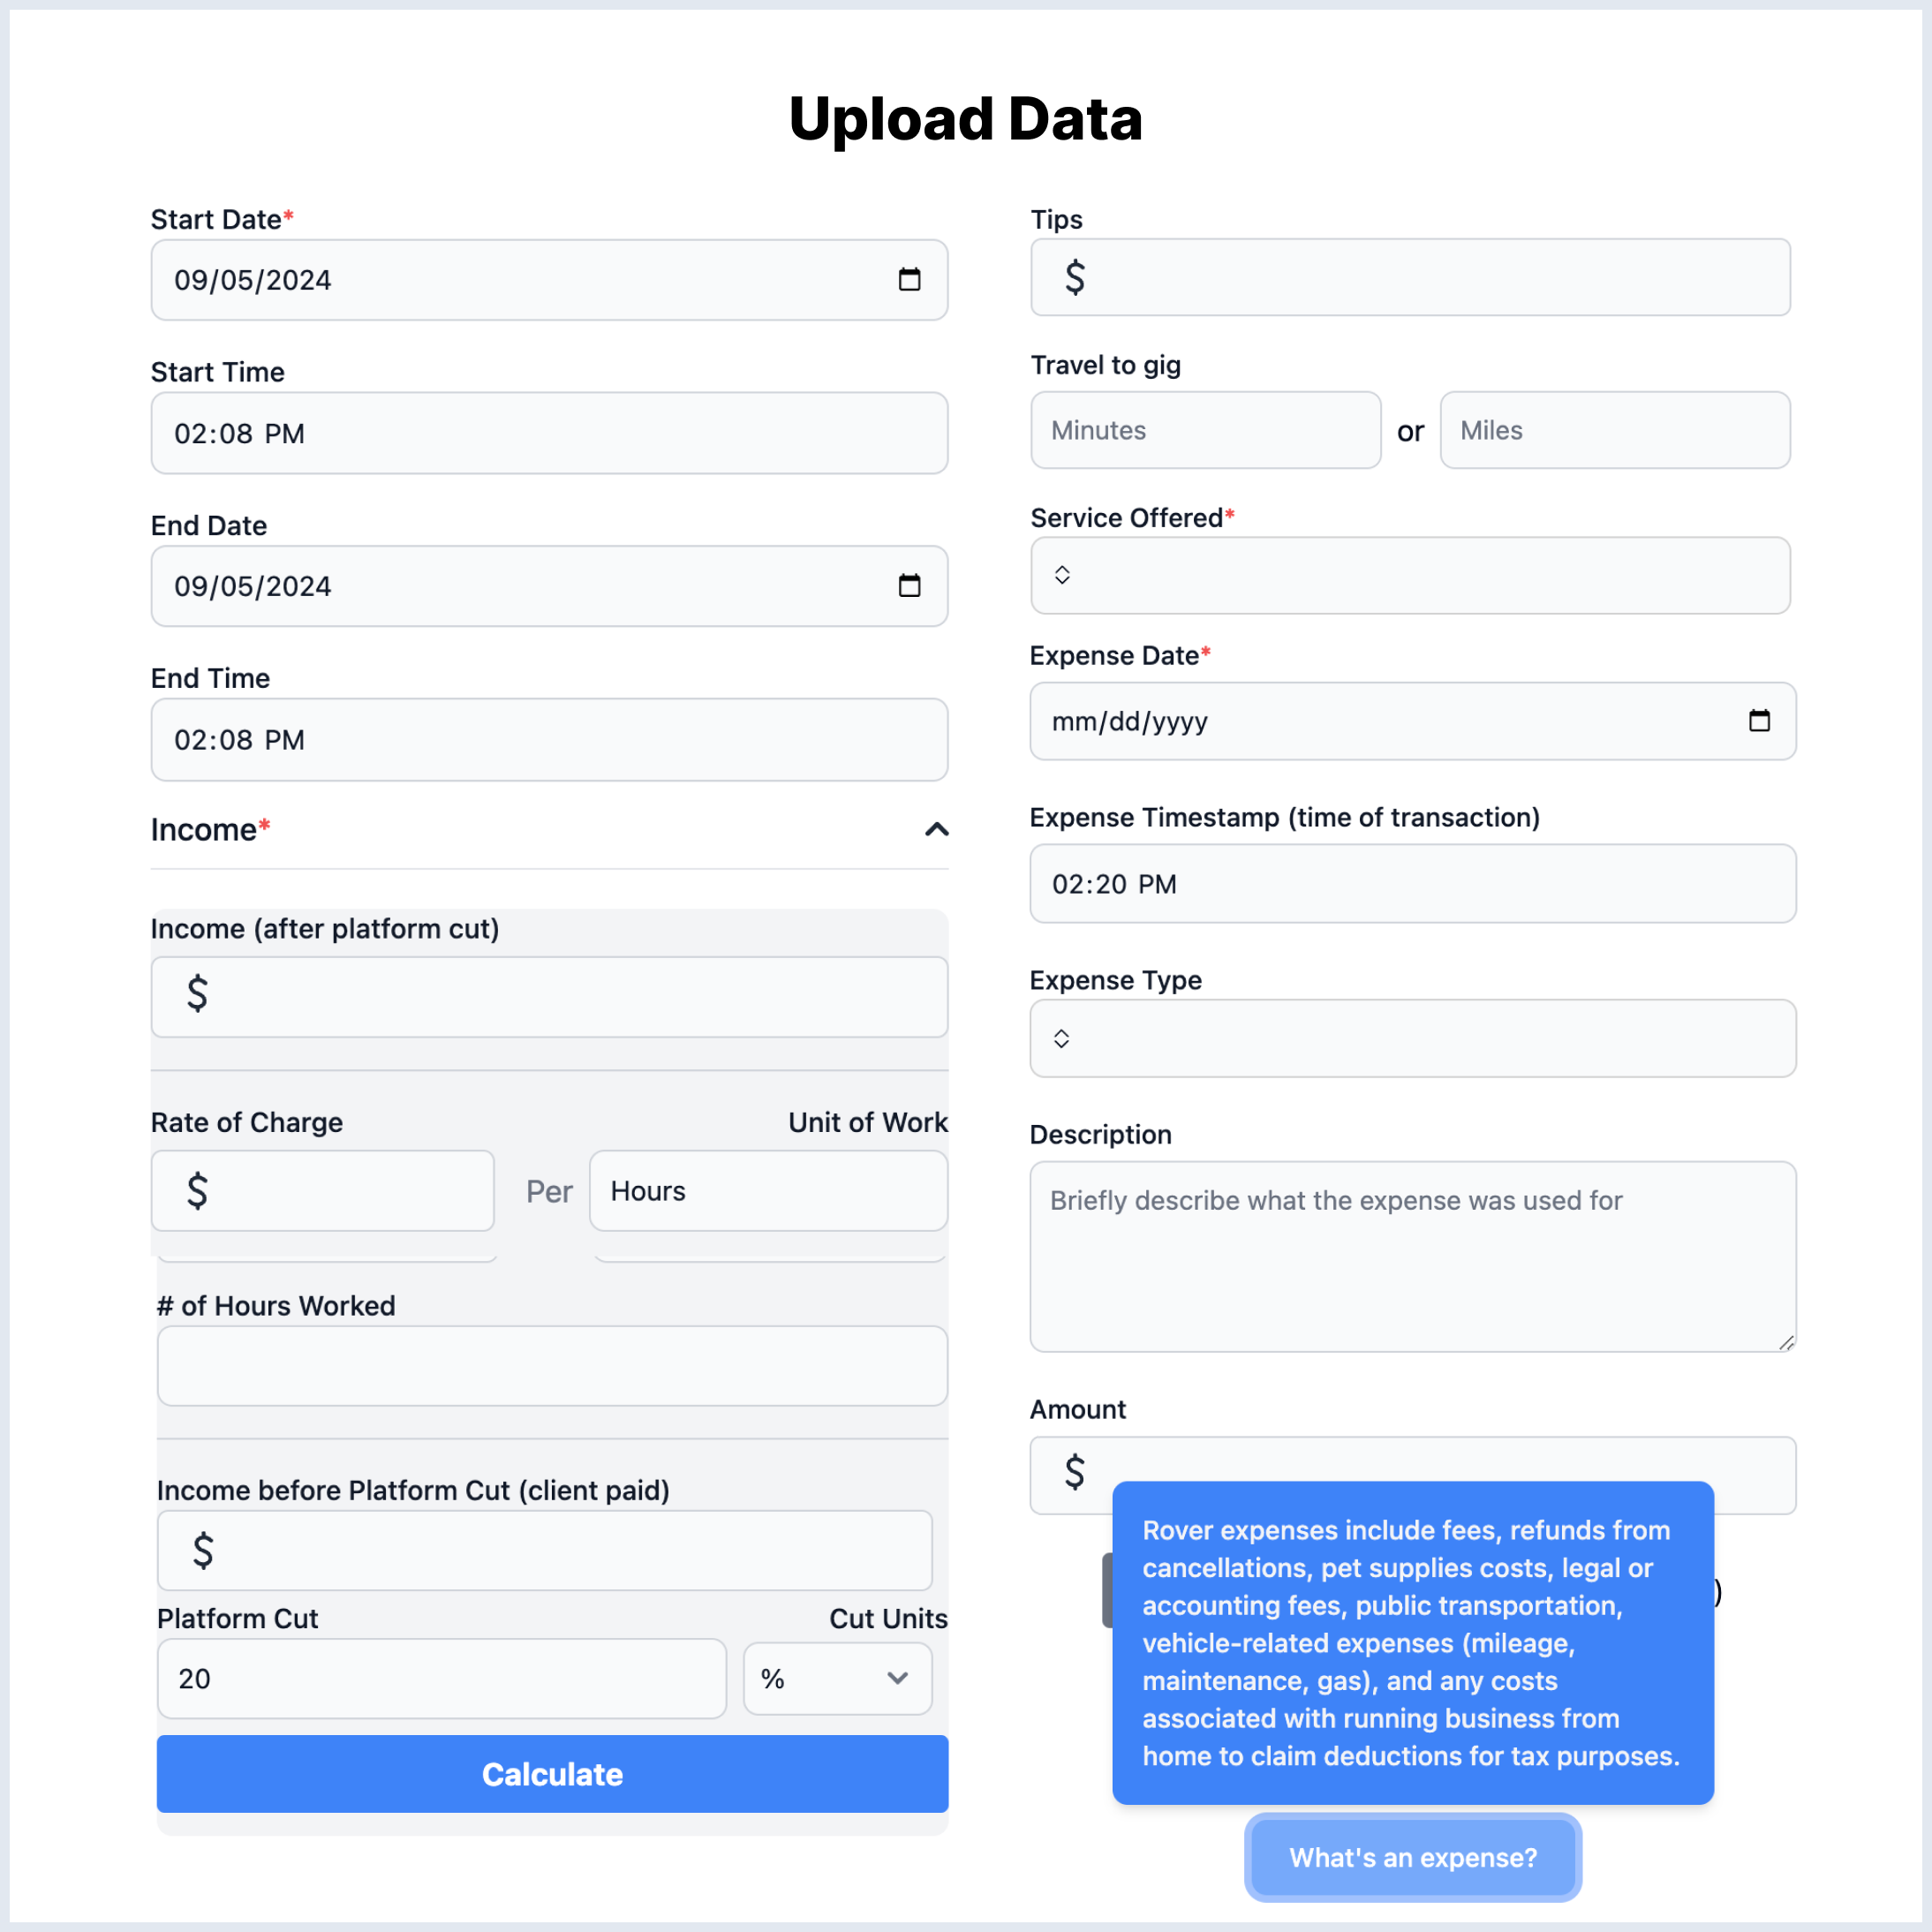 Upload Data
Start Date*
09/05/2024
Start Time
02:08 PM
End Date
09/05/2024
End Time
02:08 PM
Income*
Income (after platform cut)
$
Rate of Charge Unit of Work
$ Per Hours
# of Hours Worked
Income before Platform Cut (client paid)
$
Platform Cut Cut Units
20 %
Calculate
Tips
$
Travel to gig
Minutes or Miles
Service Offered*
Expense Date*
mm/dd/yyyy
Expense Timestamp (time of transaction)
02:20 PM
Expense Type
Description
Briefly describe what the expense was used for
Amount
$
Rover expenses include fees, refunds from
cancellations, pet supplies costs, legal or
accounting fees, public transportation,
vehicle-related expenses (mileage,
maintenance, gas), and any costs
associated with running business from
home to claim deductions for tax purposes.
)
What's an expense?